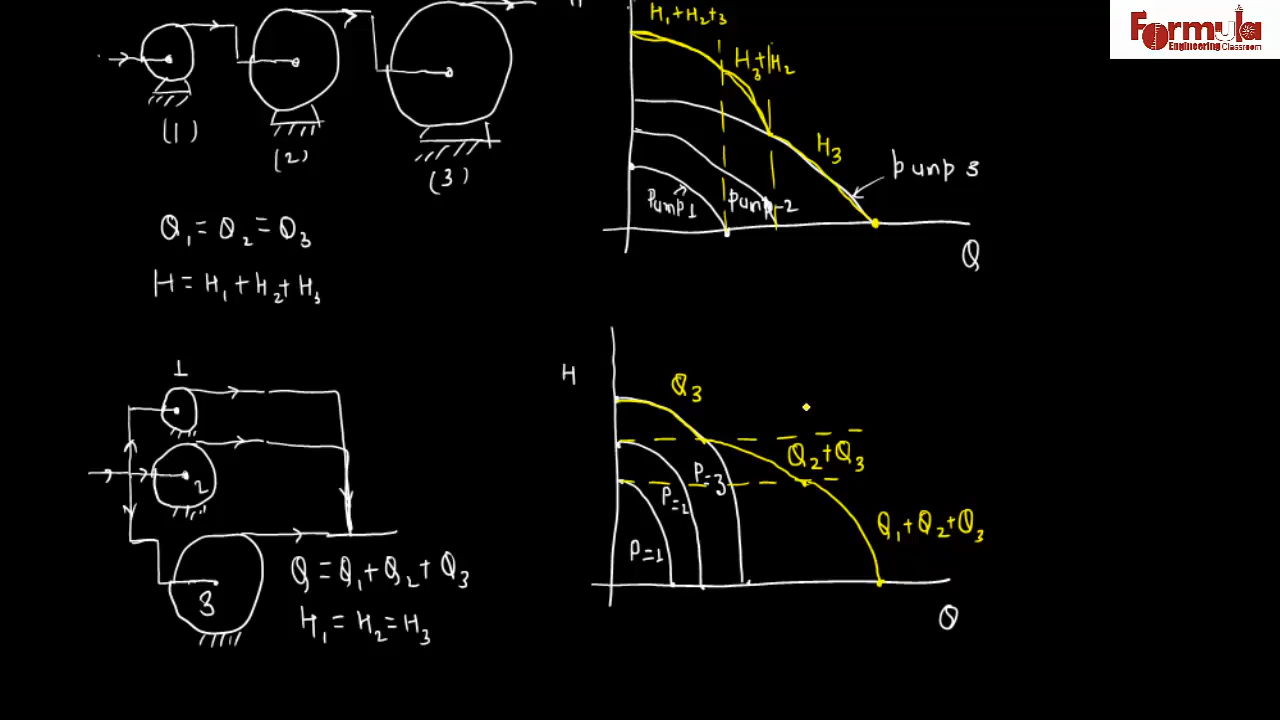 Formula
Engineering Classroom
H₁+H₂+3
H₃+H₂
H₃
pump 3
pump 1
pump-2
Q
(1)
(2)
(3)
Q₁ = Q₂ = Q₃
H = H₁ + H₂ + H₃
1
2
3
Q = Q₁ + Q₂ + Q₃
H₁ = H₂ = H₃
H
Q₃
Q₂+Q₃
Q₁+Q₂+Q₃
P=3
P=2
P=1
Q